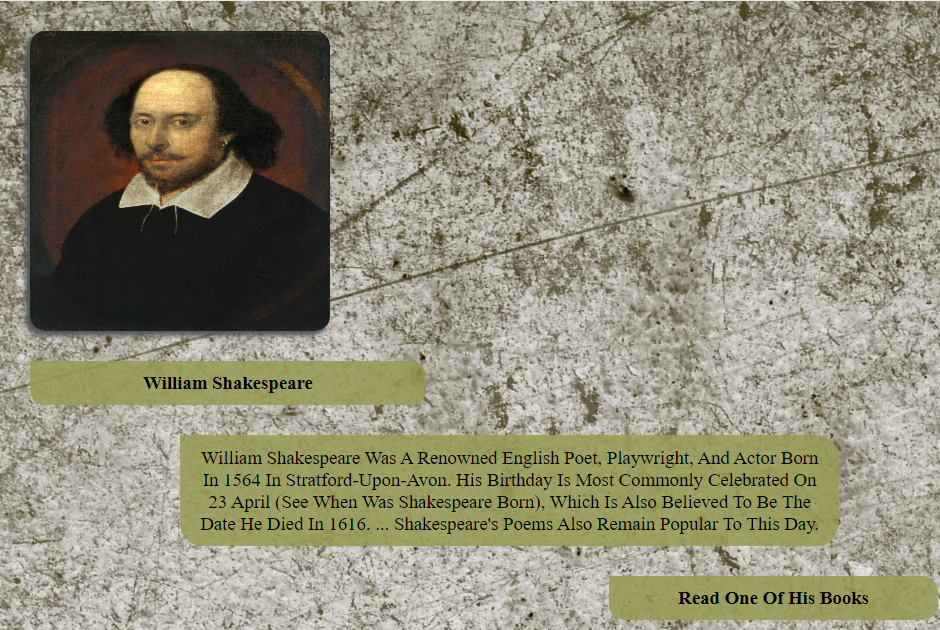 William Shakespeare
William Shakespeare Was A Renowned English Poet, Playwright, And Actor Born
In 1564 In Stratford-Upon-Avon. His Birthday Is Most Commonly Celebrated On
23 April (See When Was Shakespeare Born), Which Is Also Believed To Be The
Date He Died In 1616. ... Shakespeare's Poems Also Remain Popular To This Day.
Read One Of His Books